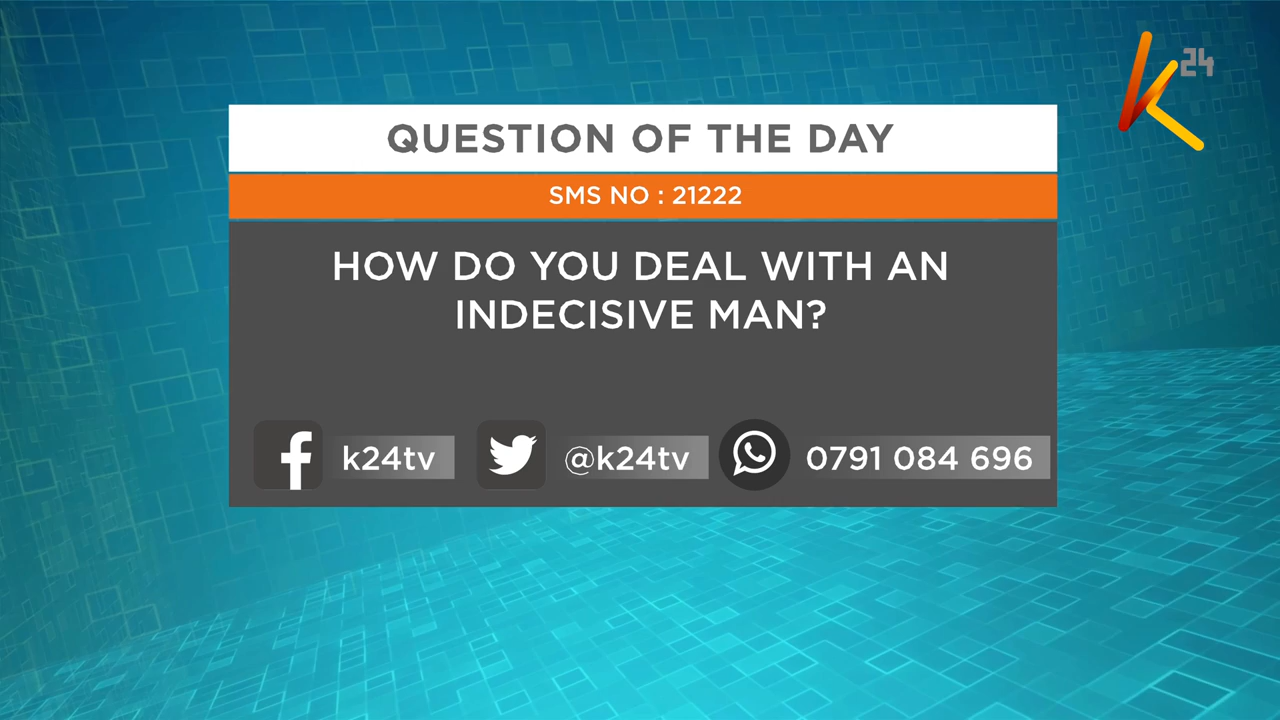 K24
QUESTION OF THE DAY
SMS NO : 21222
HOW DO YOU DEAL WITH AN
INDECISIVE MAN?
k24tv
@k24tv
0791 084 696